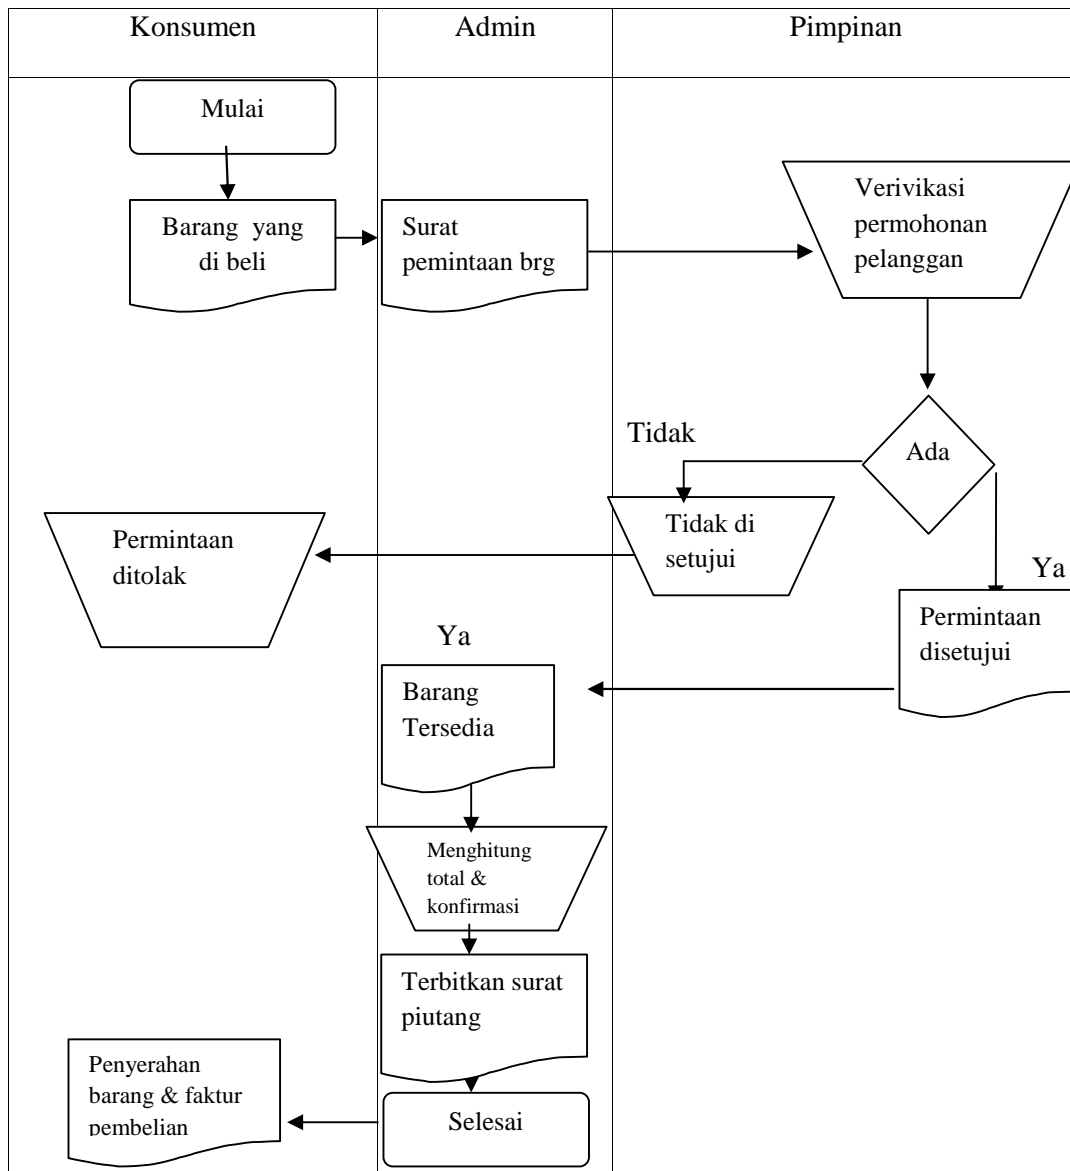 Konsumen
Admin
Pimpinan
Mulai
Verivikasi
permohonan
pelanggan
Barang yang
di beli
Surat
pemintaan brg
Ada
Tidak
Tidak di
setujui
Permintaan
ditolak
Ya
Permintaan
disetujui
Ya
Barang
Tersedia
Menghitung
total &
konfirmasi
Terbitkan surat
piutang
Penyerahan
barang & faktur
pembelian
Selesai